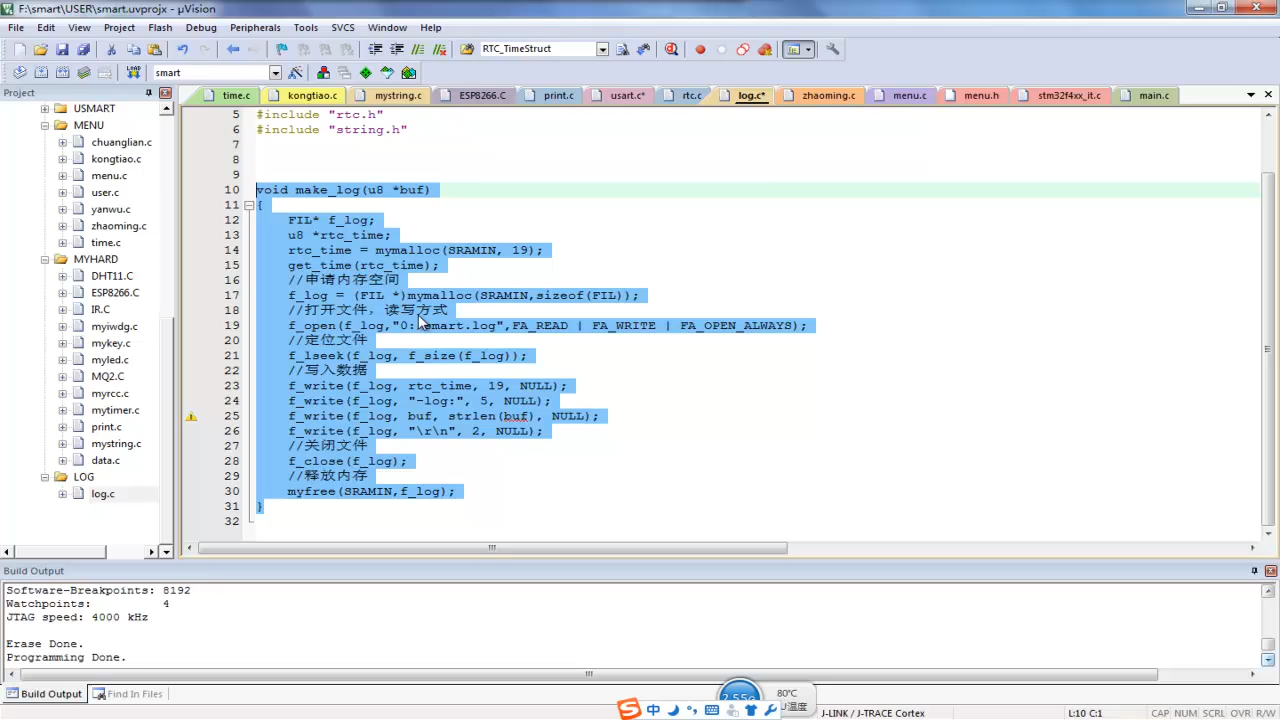 F:\smart\USER\smart.uvprojx - µVision
File Edit View Project Flash Debug Peripherals Tools SVCS Window Help
RTC_TimeStruct
LOAD smart
Project
time.c kongtiao.c mystring.c ESP8266.C print.c usart.c* rtc.c log.c* zhaoming.c menu.c menu.h stm32f4xx_it.c main.c
USMART
MENU
chuanglian.c
kongtiao.c
menu.c
user.c
yanwu.c
zhaoming.c
time.c
MYHARD
DHT11.C
ESP8266.C
IR.C
myiwdg.c
mykey.c
myled.c
MQ2.C
myrcc.c
mytimer.c
print.c
mystring.c
data.c
LOG
log.c
5 #include "rtc.h"
6 #include "string.h"
7
8
9
10 void make_log(u8 *buf)
11 {
12 FIL* f_log;
13 u8 *rtc_time;
14 rtc_time = mymalloc(SRAMIN, 19);
15 get_time(rtc_time);
16 //申请内存空间
17 f_log = (FIL *)mymalloc(SRAMIN,sizeof(FIL));
18 //打开文件，读写方式
19 f_open(f_log,"0: smart.log",FA_READ | FA_WRITE | FA_OPEN_ALWAYS);
20 //定位文件
21 f_lseek(f_log, f_size(f_log));
22 //写入数据
23 f_write(f_log, rtc_time, 19, NULL);
24 f_write(f_log, "-log:", 5, NULL);
25 f_write(f_log, buf, strlen(buf), NULL);
26 f_write(f_log, "\r\n", 2, NULL);
27 //关闭文件
28 f_close(f_log);
29 //释放内存
30 myfree(SRAMIN,f_log);
31 }
32
Build Output
Software-Breakpoints: 8192
Watchpoints: 4
JTAG speed: 4000 kHz
Erase Done.
Programming Done.
Build Output Find In Files
80℃
中
J-LINK / J-TRACE Cortex L:10 C:1 CAP NUM SCRL OVR R/W